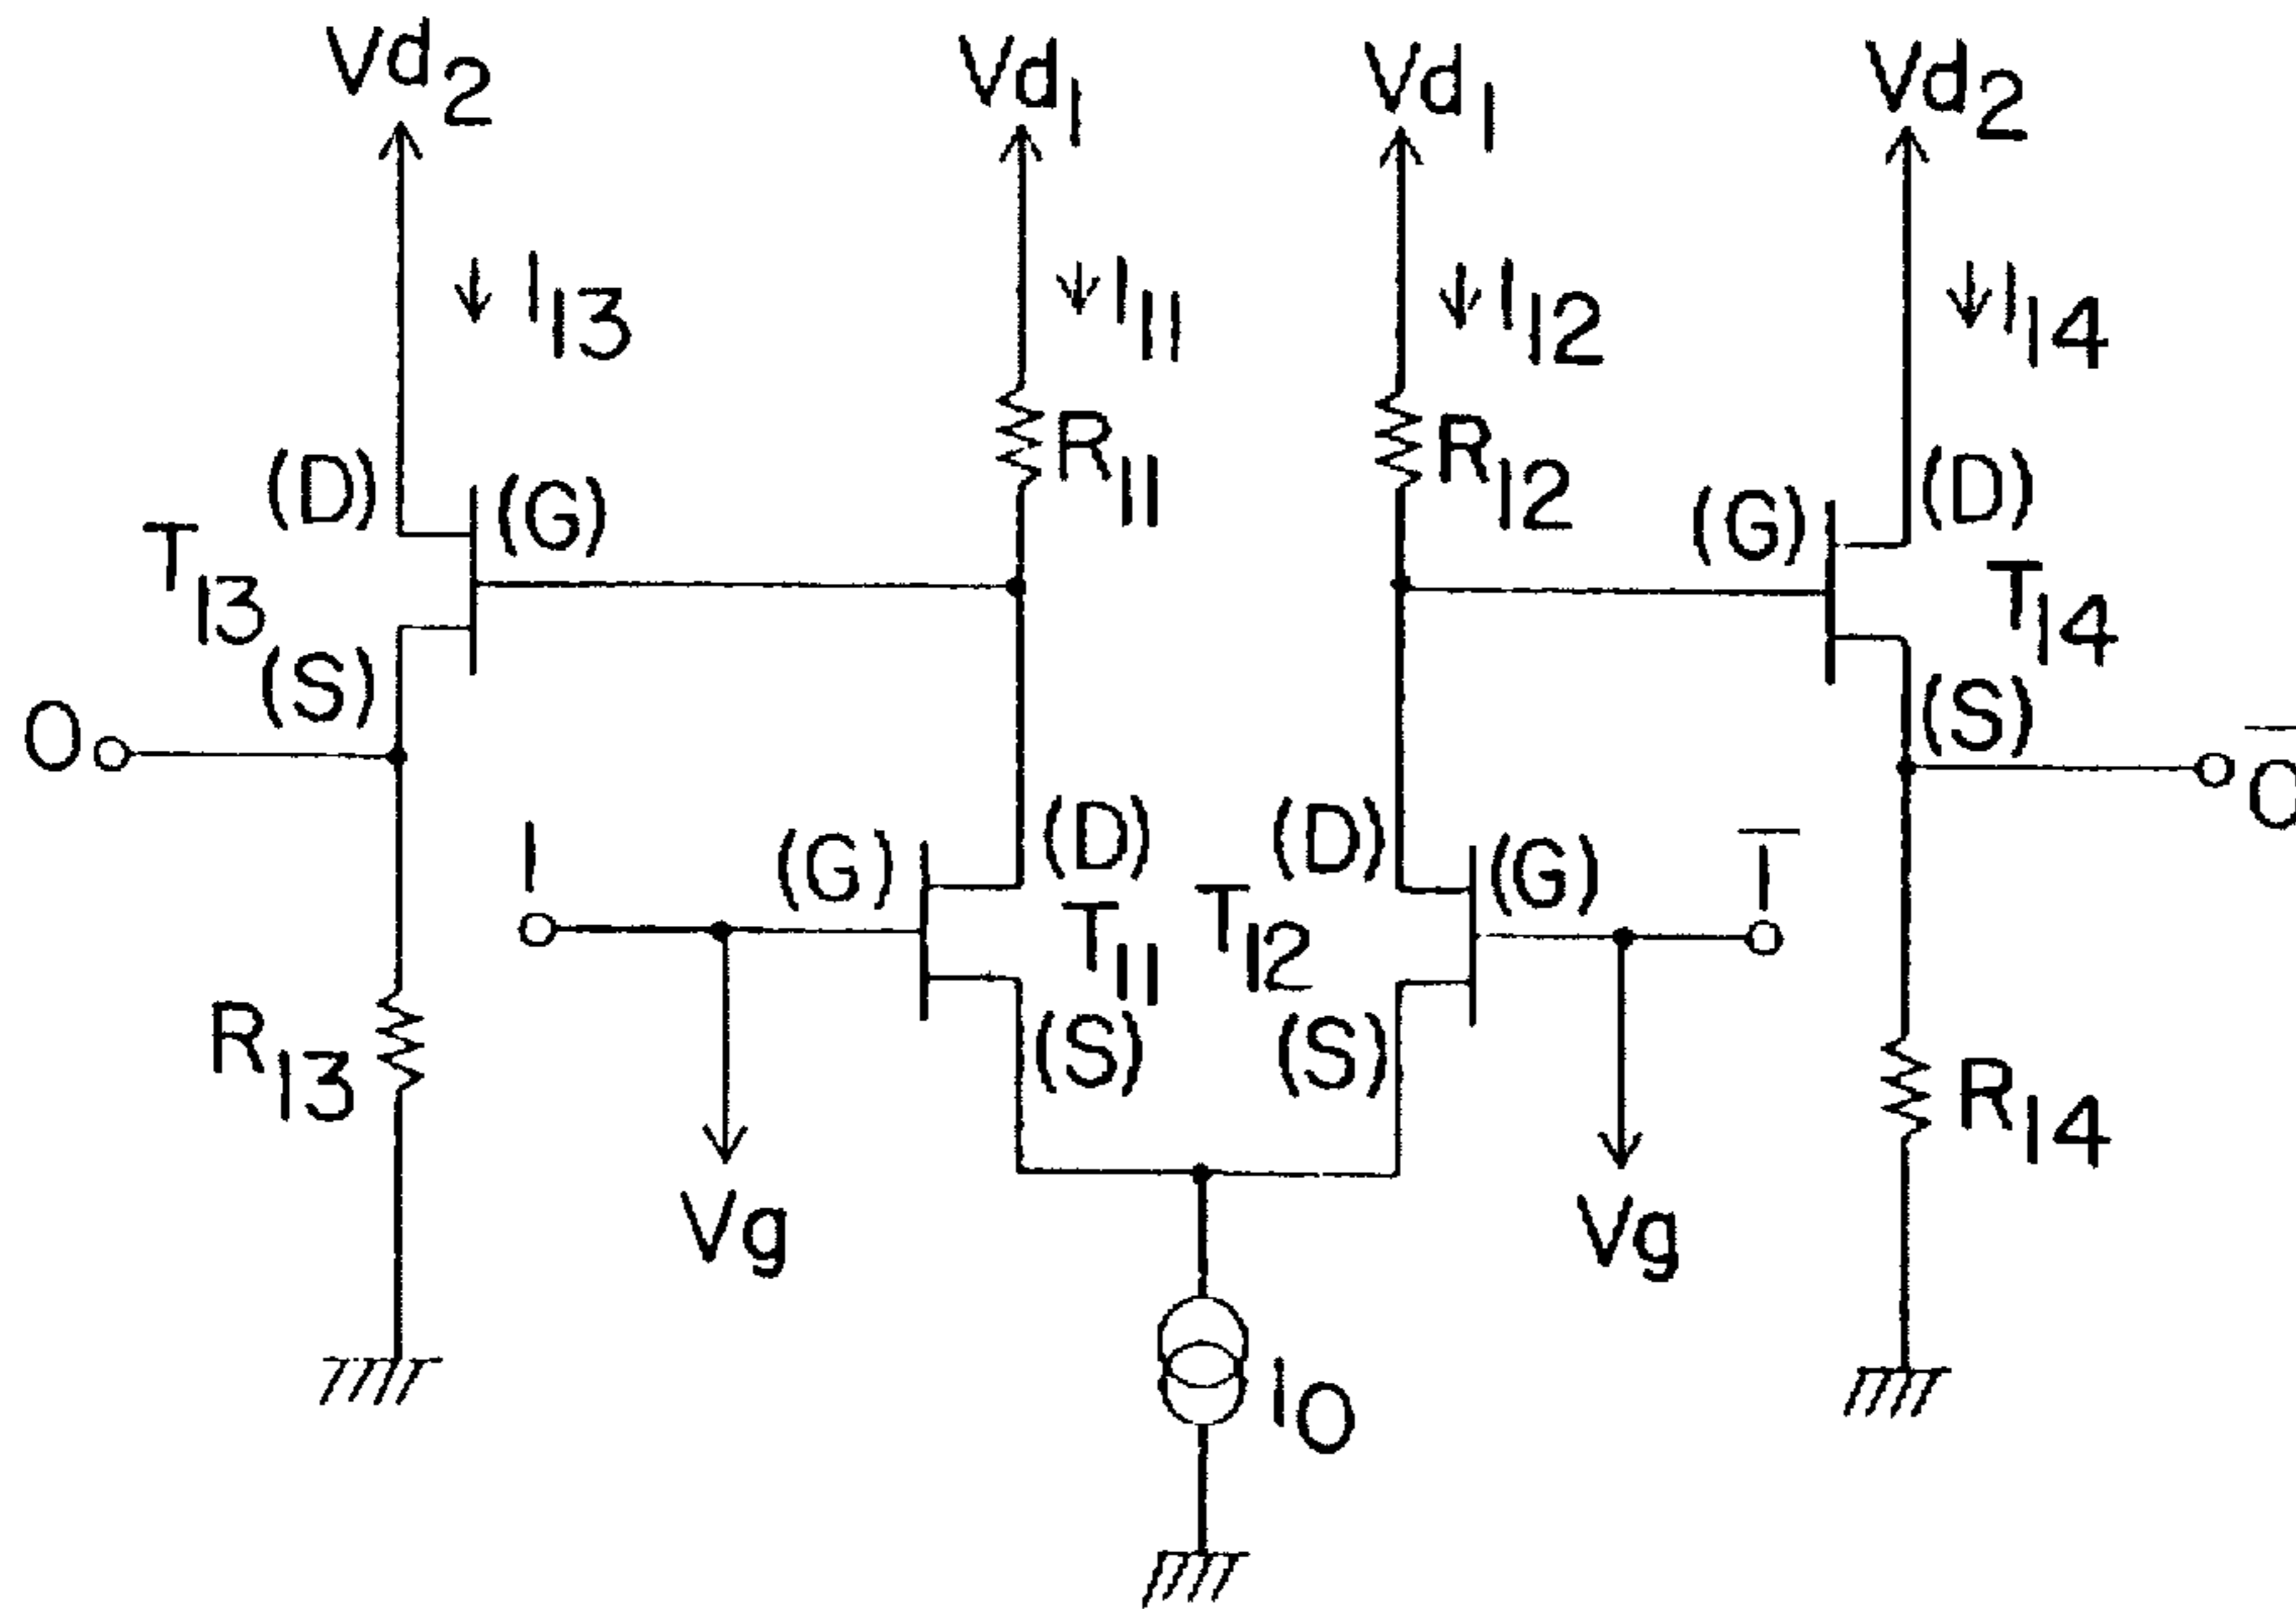 Vd2 Vd1 Vd1 Vd2
I13 I11 I12 I14
R11 R12
(D) (G) (G) (D)
T13 T14
(S) (S)
O O̅
I (G) (D) (D) (G) I̅
T11 T12
R13 (S) (S) R14
Vg Vg
I0